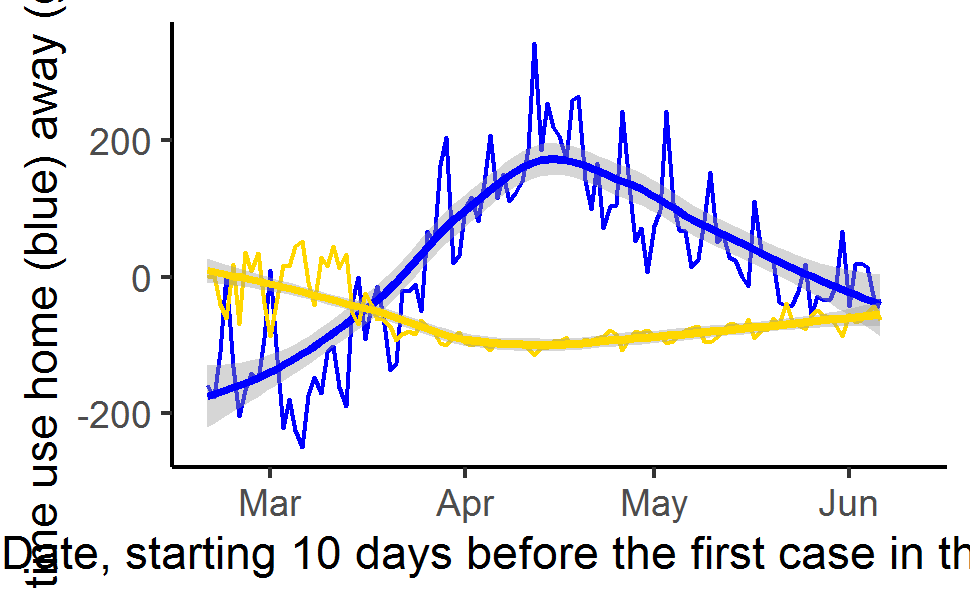 time use home (blue) away (
200
0
-200
Mar Apr May Jun
Date, starting 10 days before the first case in th